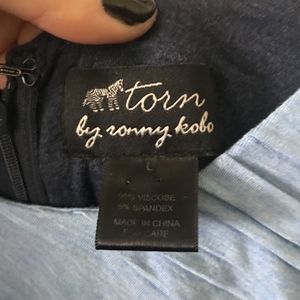 torn
by ronny kobo
L
95% VISCOSE
5% SPANDEX
MADE IN CHINA
CARE